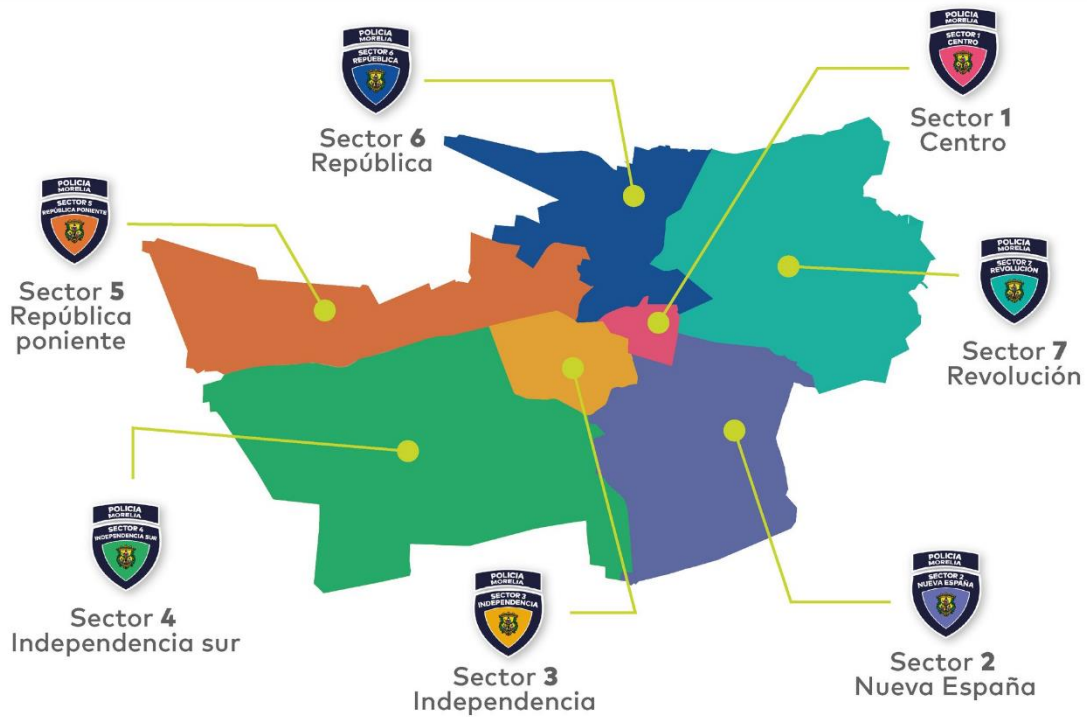 POLICIA
MORELIA
SECTOR 1
CENTRO
Sector 1
Centro
POLICIA
MORELIA
SECTOR 6
REPÚEBLICA
Sector 6
República
POLICIA
MORELIA
SECTOR 5
REPÚBLICA PONIENTE
Sector 5
República
poniente
POLICIA
MORELIA
SECTOR 7
REVOLUCIÓN
Sector 7
Revolución
POLICIA
MORELIA
SECTOR 4
INDEPENDENCIA SUR
Sector 4
Independencia sur
POLICIA
MORELIA
SECTOR 3
INDEPENDENCIA
Sector 3
Independencia
POLICIA
MORELIA
SECTOR 2
NUEVA ESPAÑA
Sector 2
Nueva España